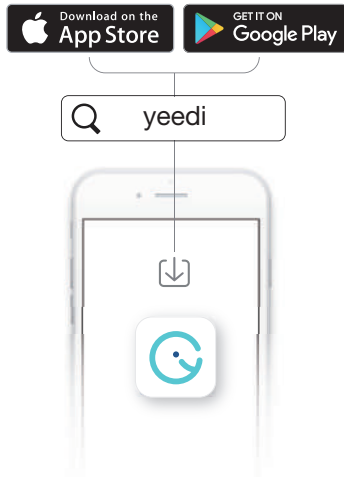 Download on the
App Store
GET IT ON
Google Play
yeedi